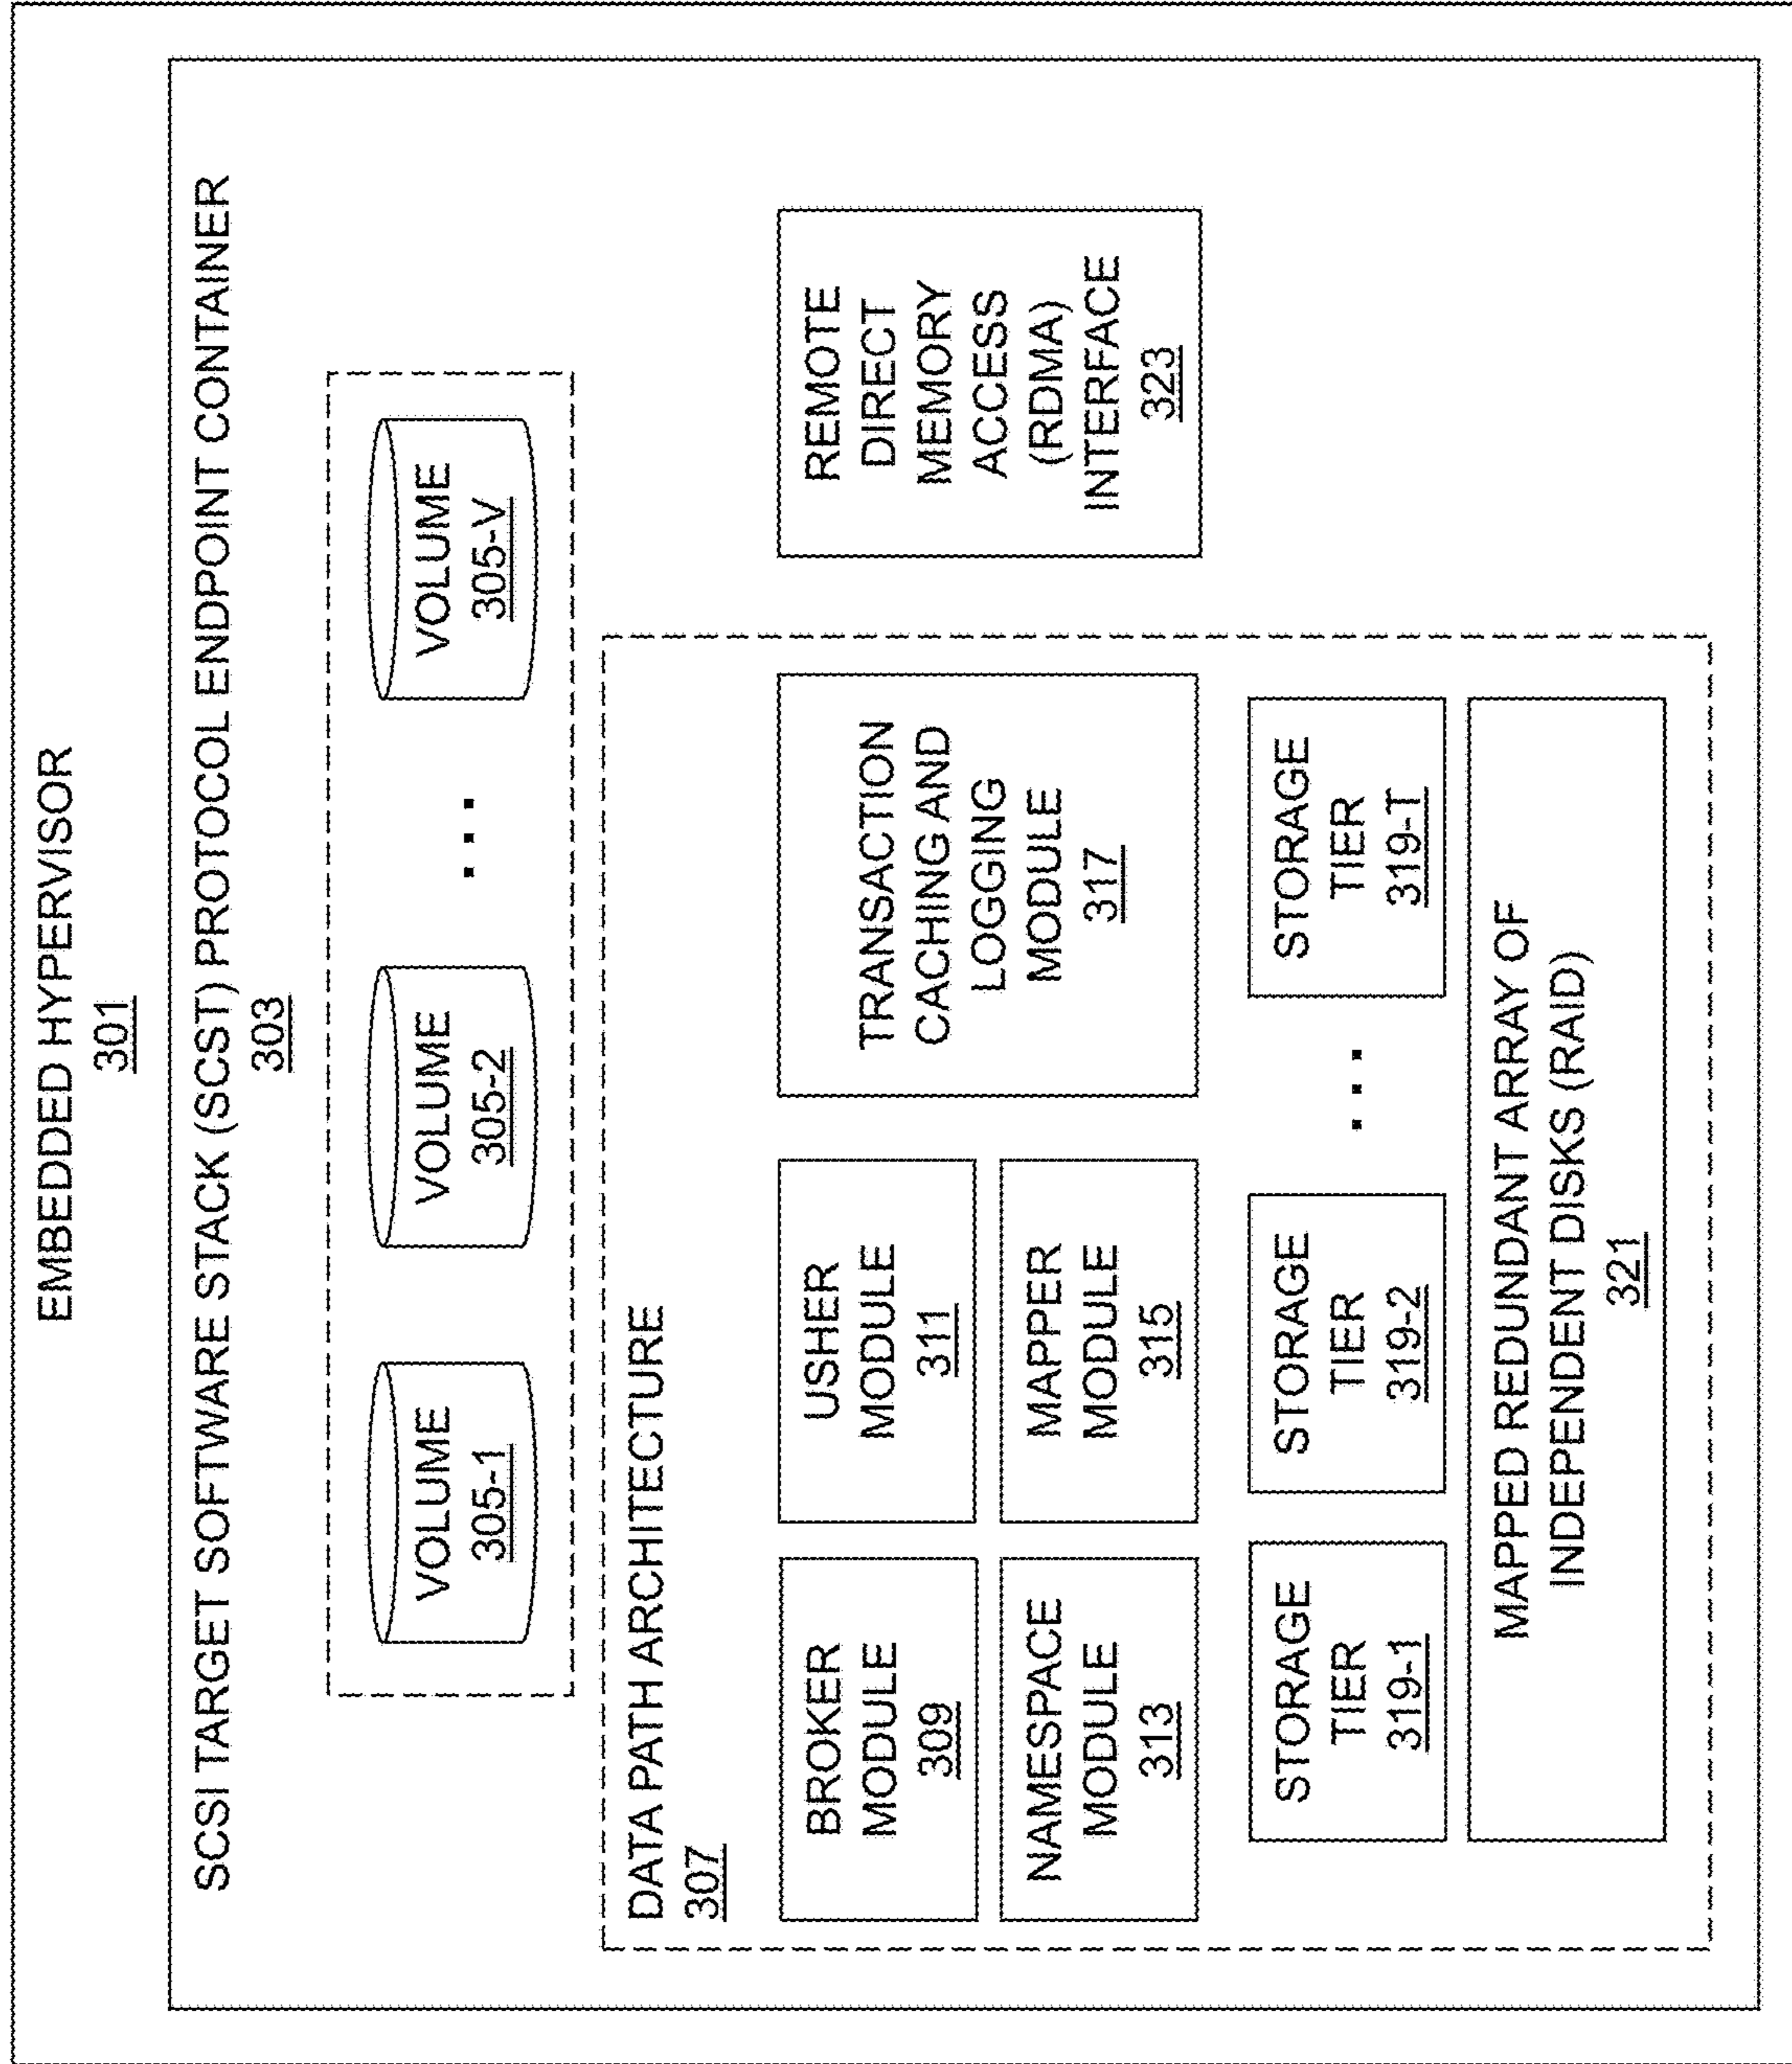 EMBEDDED HYPERVISOR
301
SCSI TARGET SOFTWARE STACK (SCST) PROTOCOL ENDPOINT CONTAINER
303
VOLUME
305-1
VOLUME
305-2
...
VOLUME
305-V
DATA PATH ARCHITECTURE
307
BROKER
MODULE
309
USHER
MODULE
311
NAMESPACE
MODULE
313
MAPPER
MODULE
315
TRANSACTION
CACHING AND
LOGGING
MODULE
317
REMOTE
DIRECT
MEMORY
ACCESS
(RDMA)
INTERFACE
323
STORAGE
TIER
319-1
STORAGE
TIER
319-2
...
STORAGE
TIER
319-T
MAPPED REDUNDANT ARRAY OF
INDEPENDENT DISKS (RAID)
321